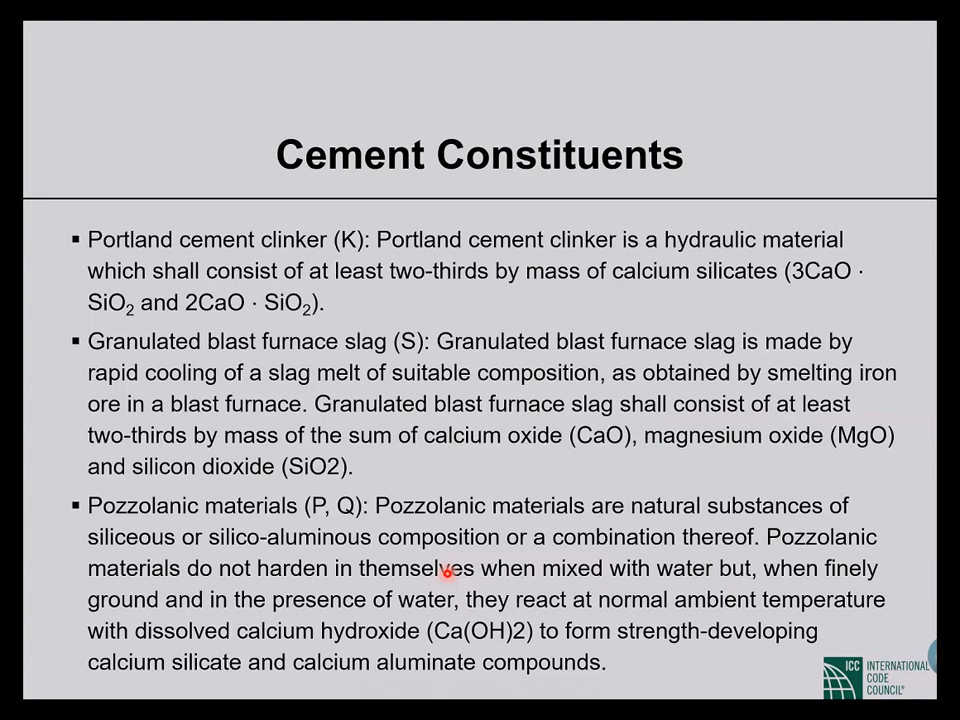 Cement Constituents
▪ Portland cement clinker (K): Portland cement clinker is a hydraulic material
which shall consist of at least two-thirds by mass of calcium silicates (3CaO ·
SiO₂ and 2CaO · SiO₂).
▪ Granulated blast furnace slag (S): Granulated blast furnace slag is made by
rapid cooling of a slag melt of suitable composition, as obtained by smelting iron
ore in a blast furnace. Granulated blast furnace slag shall consist of at least
two-thirds by mass of the sum of calcium oxide (CaO), magnesium oxide (MgO)
and silicon dioxide (SiO2).
▪ Pozzolanic materials (P, Q): Pozzolanic materials are natural substances of
siliceous or silico-aluminous composition or a combination thereof. Pozzolanic
materials do not harden in themselves when mixed with water but, when finely
ground and in the presence of water, they react at normal ambient temperature
with dissolved calcium hydroxide (Ca(OH)2) to form strength-developing
calcium silicate and calcium aluminate compounds.
ICC INTERNATIONAL
CODE
COUNCIL®